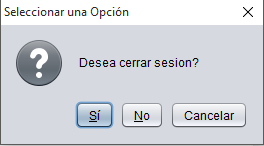 Seleccionar una Opción
Desea cerrar sesion?
Sí No Cancelar